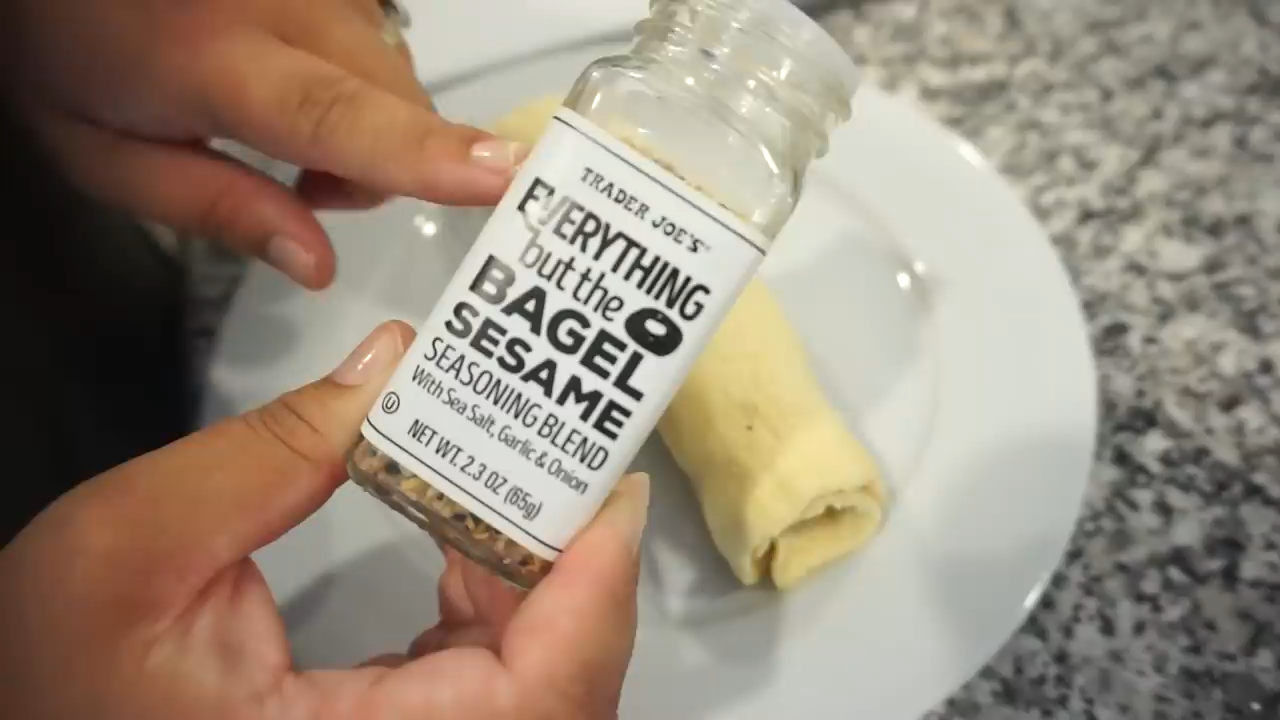 TRADER JOE'S
EVERYTHING
but the
BAGEL
SESAME
SEASONING BLEND
With Sea Salt, Garlic & Onion
U
NET WT. 2.3 OZ (65g)